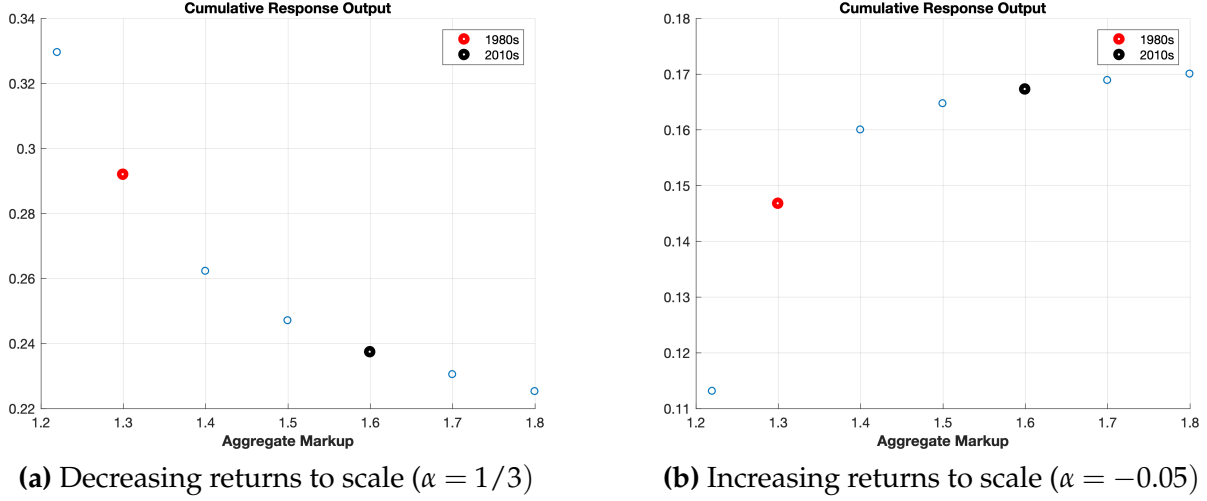 Cumulative Response Output
0.34
0.32
0.3
0.28
0.26
0.24
0.22
1980s
2010s
1.2 1.3 1.4 1.5 1.6 1.7 1.8
Aggregate Markup
(a) Decreasing returns to scale (α = 1/3)
Cumulative Response Output
0.18
0.17
0.16
0.15
0.14
0.13
0.12
0.11
1980s
2010s
1.2 1.3 1.4 1.5 1.6 1.7 1.8
Aggregate Markup
(b) Increasing returns to scale (α = −0.05)